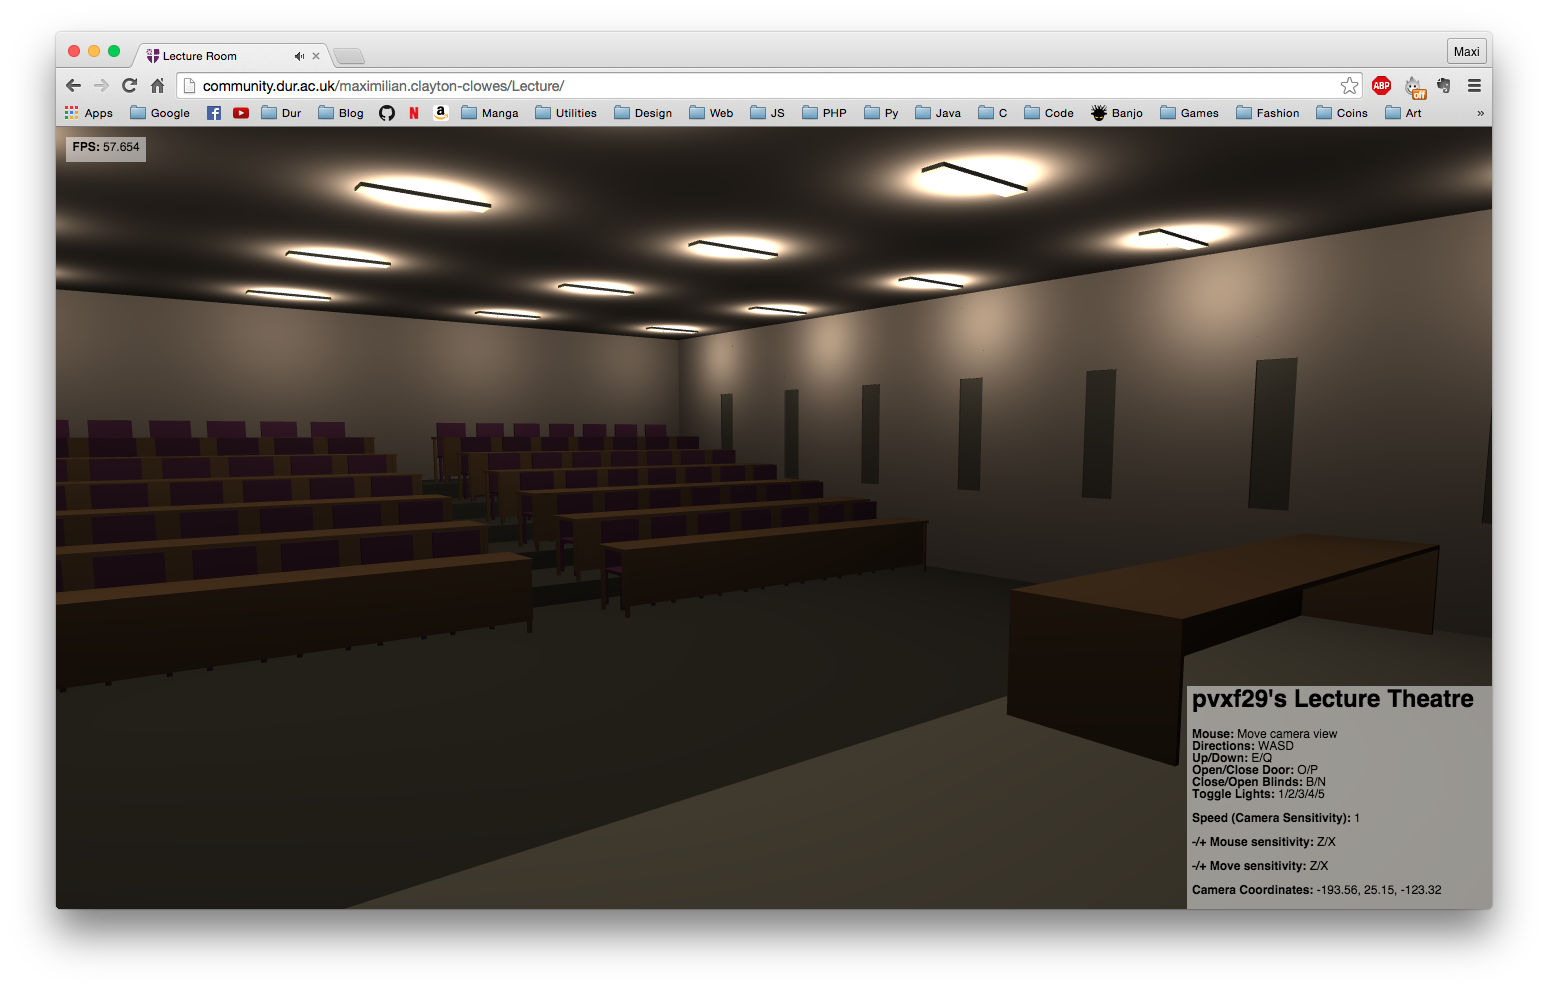 Lecture Room
Maxi
community.dur.ac.uk/maximilian.clayton-clowes/Lecture/
ABP
off
Apps Google Dur Blog N a Manga Utilities Design Web JS PHP Py Java C Code Banjo Games Fashion Coins Art »
FPS: 57.654
pvxf29's Lecture Theatre
Mouse: Move camera view
Directions: WASD
Up/Down: E/Q
Open/Close Door: O/P
Close/Open Blinds: B/N
Toggle Lights: 1/2/3/4/5
Speed (Camera Sensitivity): 1
-/+ Mouse sensitivity: Z/X
-/+ Move sensitivity: Z/X
Camera Coordinates: -193.56, 25.15, -123.32